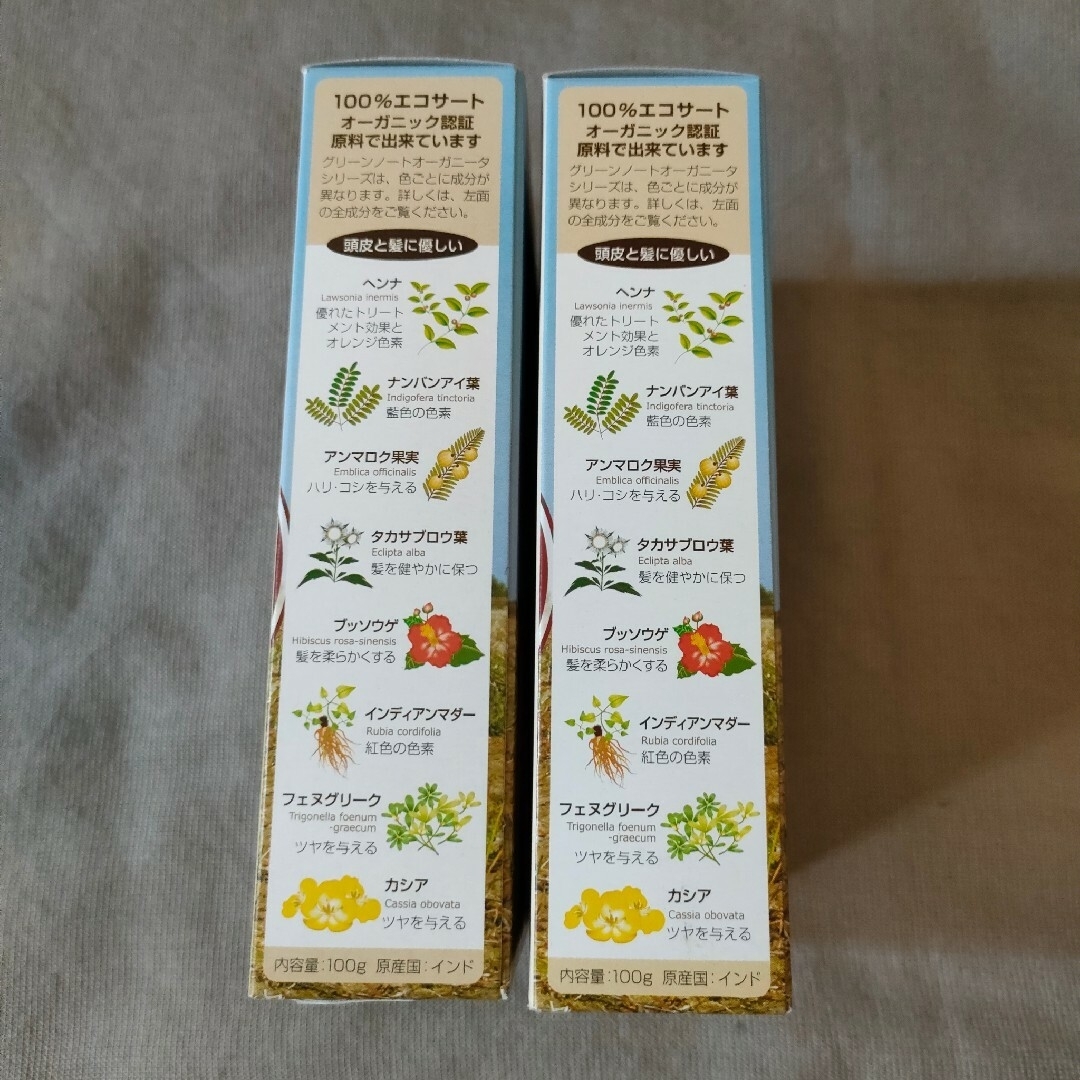 100%エコサート
オーガニック認証
原料で出来ています
グリーンノートオーガニータ
シリーズは、色ごとに成分が
異なります。詳しくは、左面
の全成分をご覧ください。
頭皮と髪に優しい
ヘンナ
Lawsonia inermis
優れたトリート
メント効果と
オレンジ色素
ナンバンアイ葉
Indigofera tinctoria
藍色の色素
アンマロク果実
Emblica officinalis
ハリ・コシを与える
タカサブロウ葉
Eclipta alba
髪を健やかに保つ
ブッソウゲ
Hibiscus rosa-sinensis
髪を柔らかくする
インディアンマダー
Rubia cordifolia
紅色の色素
フェヌグリーク
Trigonella foenum
-graecum
ツヤを与える
カシア
Cassia obovata
ツヤを与える
内容量:100g 原産国:インド
100%エコサート
オーガニック認証
原料で出来ています
グリーンノートオーガニータ
シリーズは、色ごとに成分が
異なります。詳しくは、左面
の全成分をご覧ください。
頭皮と髪に優しい
ヘンナ
Lawsonia inermis
優れたトリート
メント効果と
オレンジ色素
ナンバンアイ葉
Indigofera tinctoria
藍色の色素
アンマロク果実
Emblica officinalis
ハリ・コシを与える
タカサブロウ葉
Eclipta alba
髪を健やかに保つ
ブッソウゲ
Hibiscus rosa-sinensis
髪を柔らかくする
インディアンマダー
Rubia cordifolia
紅色の色素
フェヌグリーク
Trigonella foenum
-graecum
ツヤを与える
カシア
Cassia obovata
ツヤを与える
内容量:100g 原産国:インド